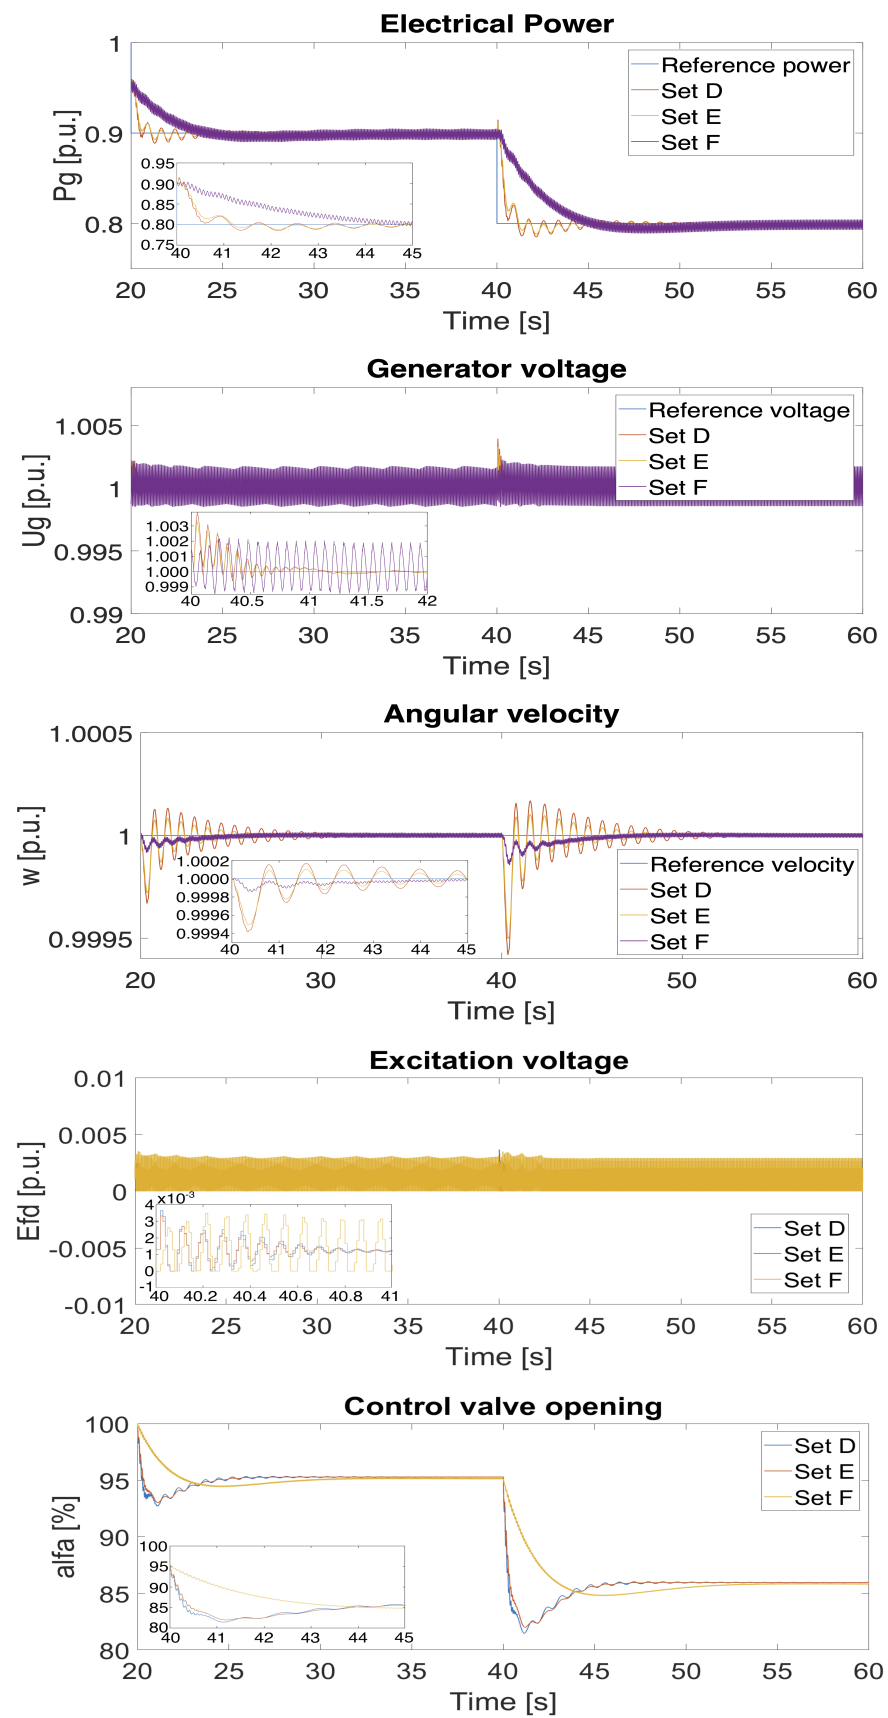 Electrical Power
1
0.9
0.8
Pg [p.u.]
Reference power
Set D
Set E
Set F
0.95
0.90
0.85
0.80
0.75
40 41 42 43 44 45
20 25 30 35 40 45 50 55 60
Time [s]
Generator voltage
1.005
1
0.995
0.99
Ug [p.u.]
Reference voltage
Set D
Set E
Set F
1.003
1.002
1.001
1.000
0.999
40 40.5 41 41.5 42
20 25 30 35 40 45 50 55 60
Time [s]
Angular velocity
1.0005
1
0.9995
w [p.u.]
Reference velocity
Set D
Set E
Set F
1.0002
1.0000
0.9998
0.9996
0.9994
40 41 42 43 44 45
20 30 40 50 60
Time [s]
Excitation voltage
0.01
0.005
0
-0.005
-0.01
Efd [p.u.]
Set D
Set E
Set F
×10⁻³
4
3
2
1
0
-1
40 40.2 40.4 40.6 40.8 41
20 25 30 35 40 45 50 55 60
Time [s]
Control valve opening
100
95
90
85
80
alfa [%]
Set D
Set E
Set F
100
95
90
85
80
40 41 42 43 44 45
20 25 30 35 40 45 50 55 60
Time [s]